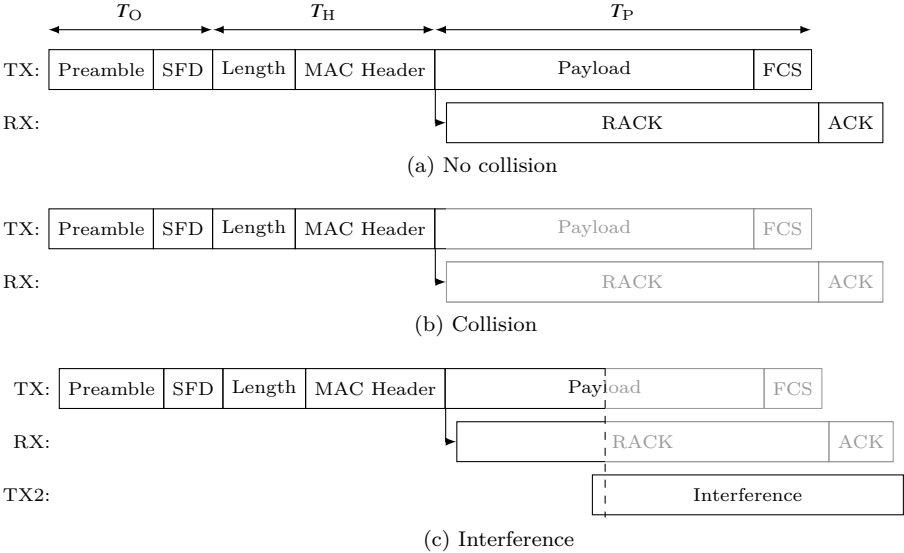 T_O T_H T_P
TX: Preamble SFD Length MAC Header Payload FCS
RX: RACK ACK
(a) No collision
TX: Preamble SFD Length MAC Header Payload FCS
RX: RACK ACK
(b) Collision
TX: Preamble SFD Length MAC Header Payload FCS
RX: RACK ACK
TX2: Interference
(c) Interference